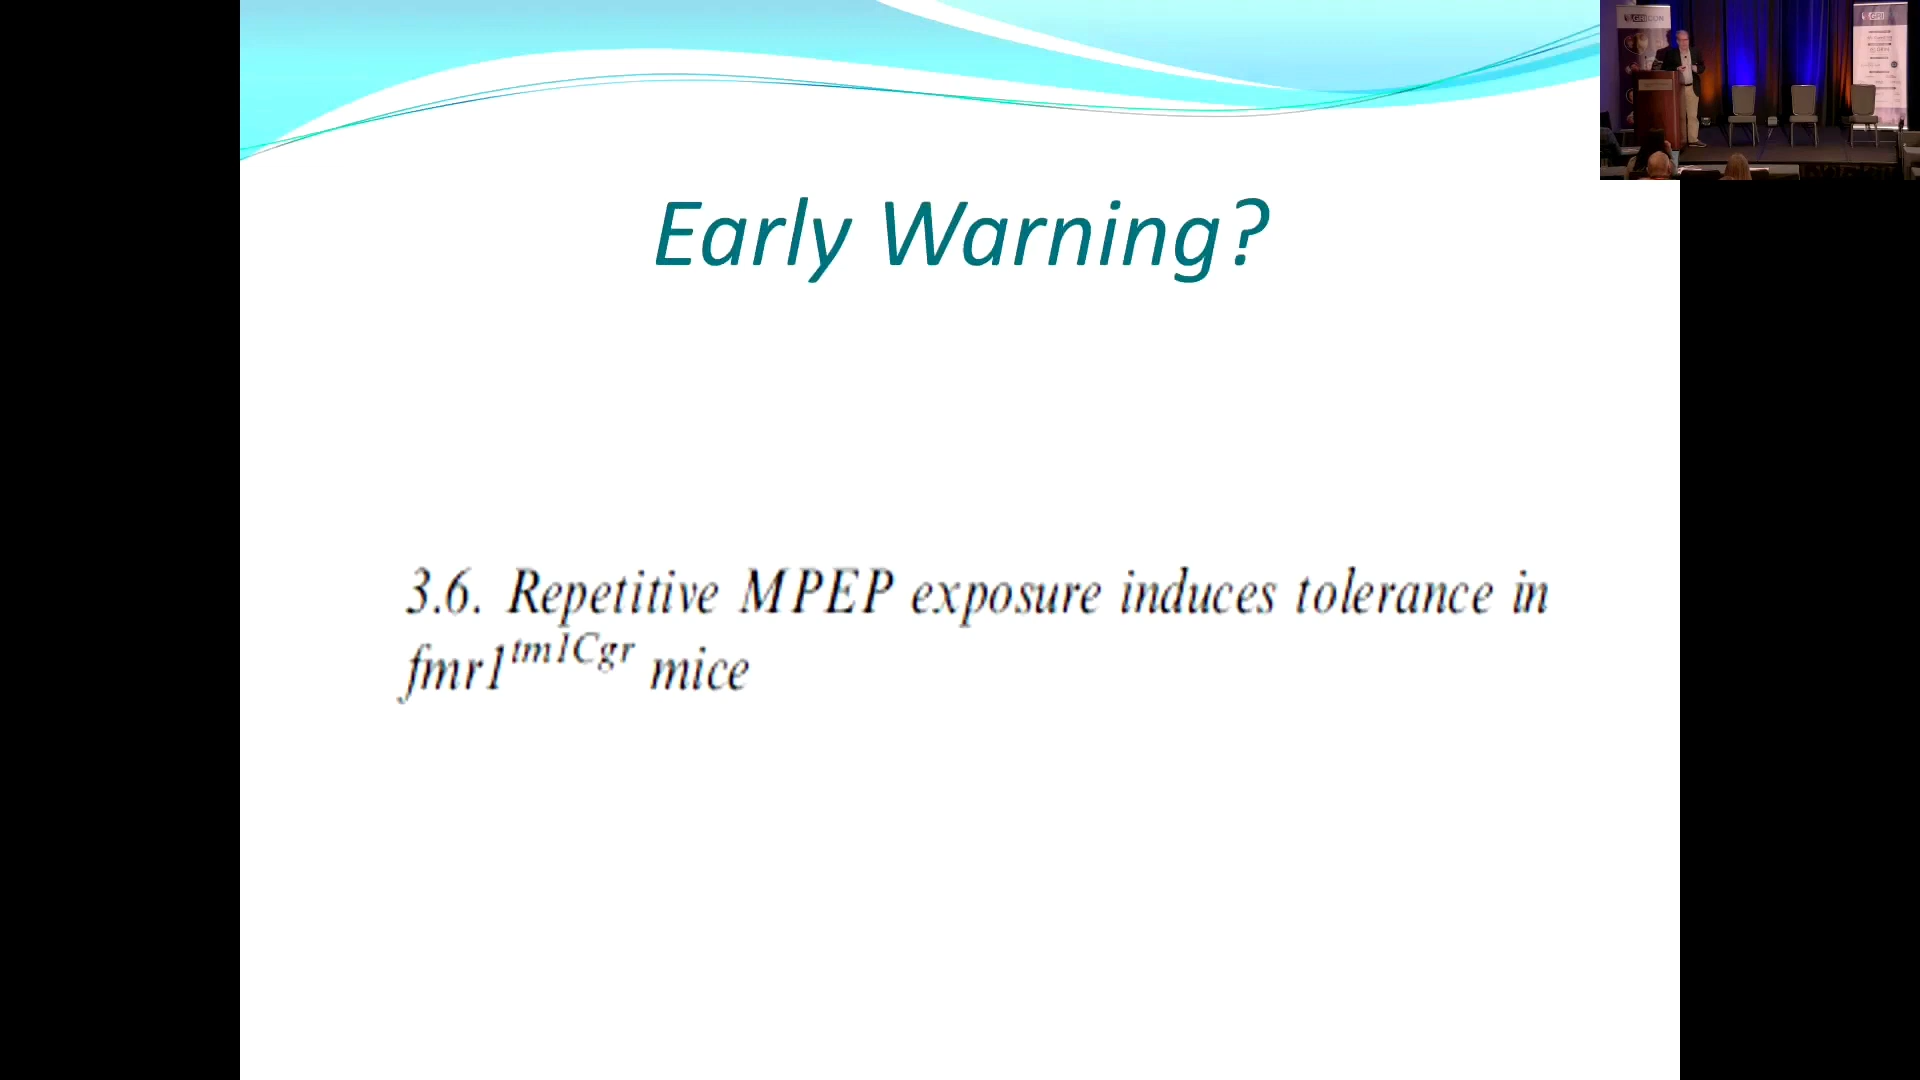 Early Warning?
3.6. Repetitive MPEP exposure induces tolerance in
fmr1tm1Cgr mice